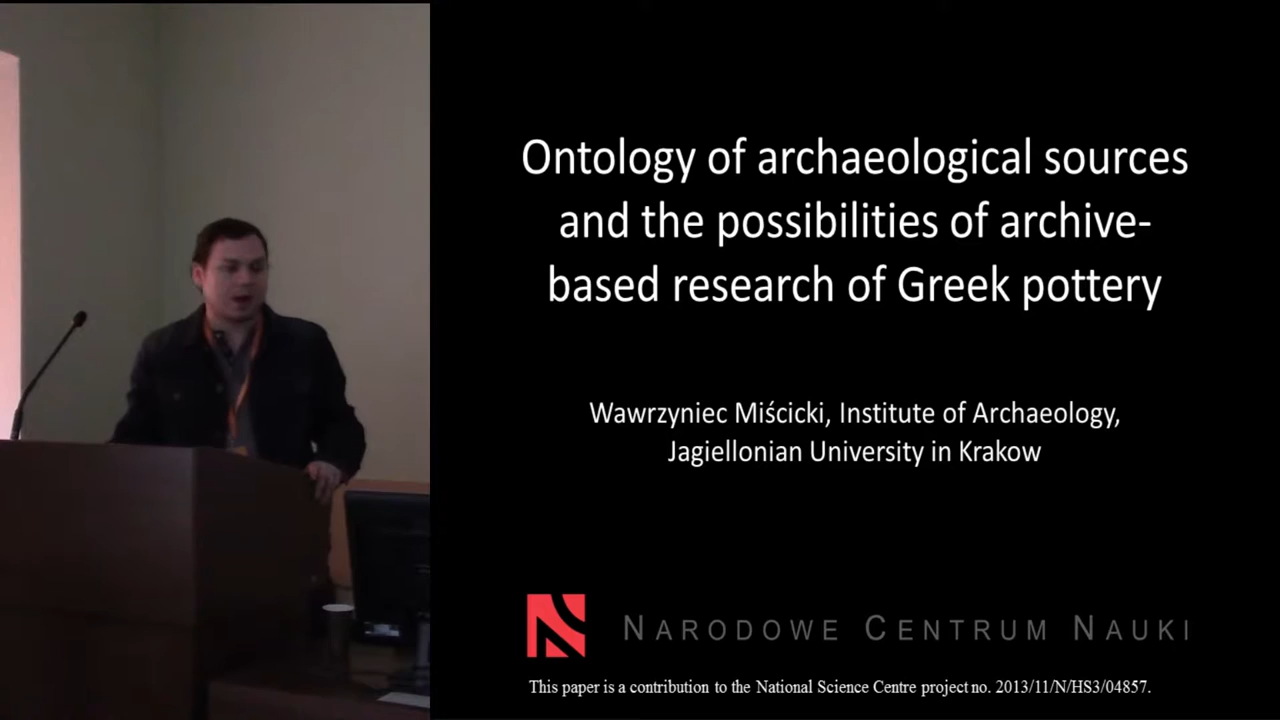 Ontology of archaeological sources
and the possibilities of archive-
based research of Greek pottery
Wawrzyniec Miścicki, Institute of Archaeology,
Jagiellonian University in Krakow
NARODOWE CENTRUM NAUKI
This paper is a contribution to the National Science Centre project no. 2013/11/N/HS3/04857.